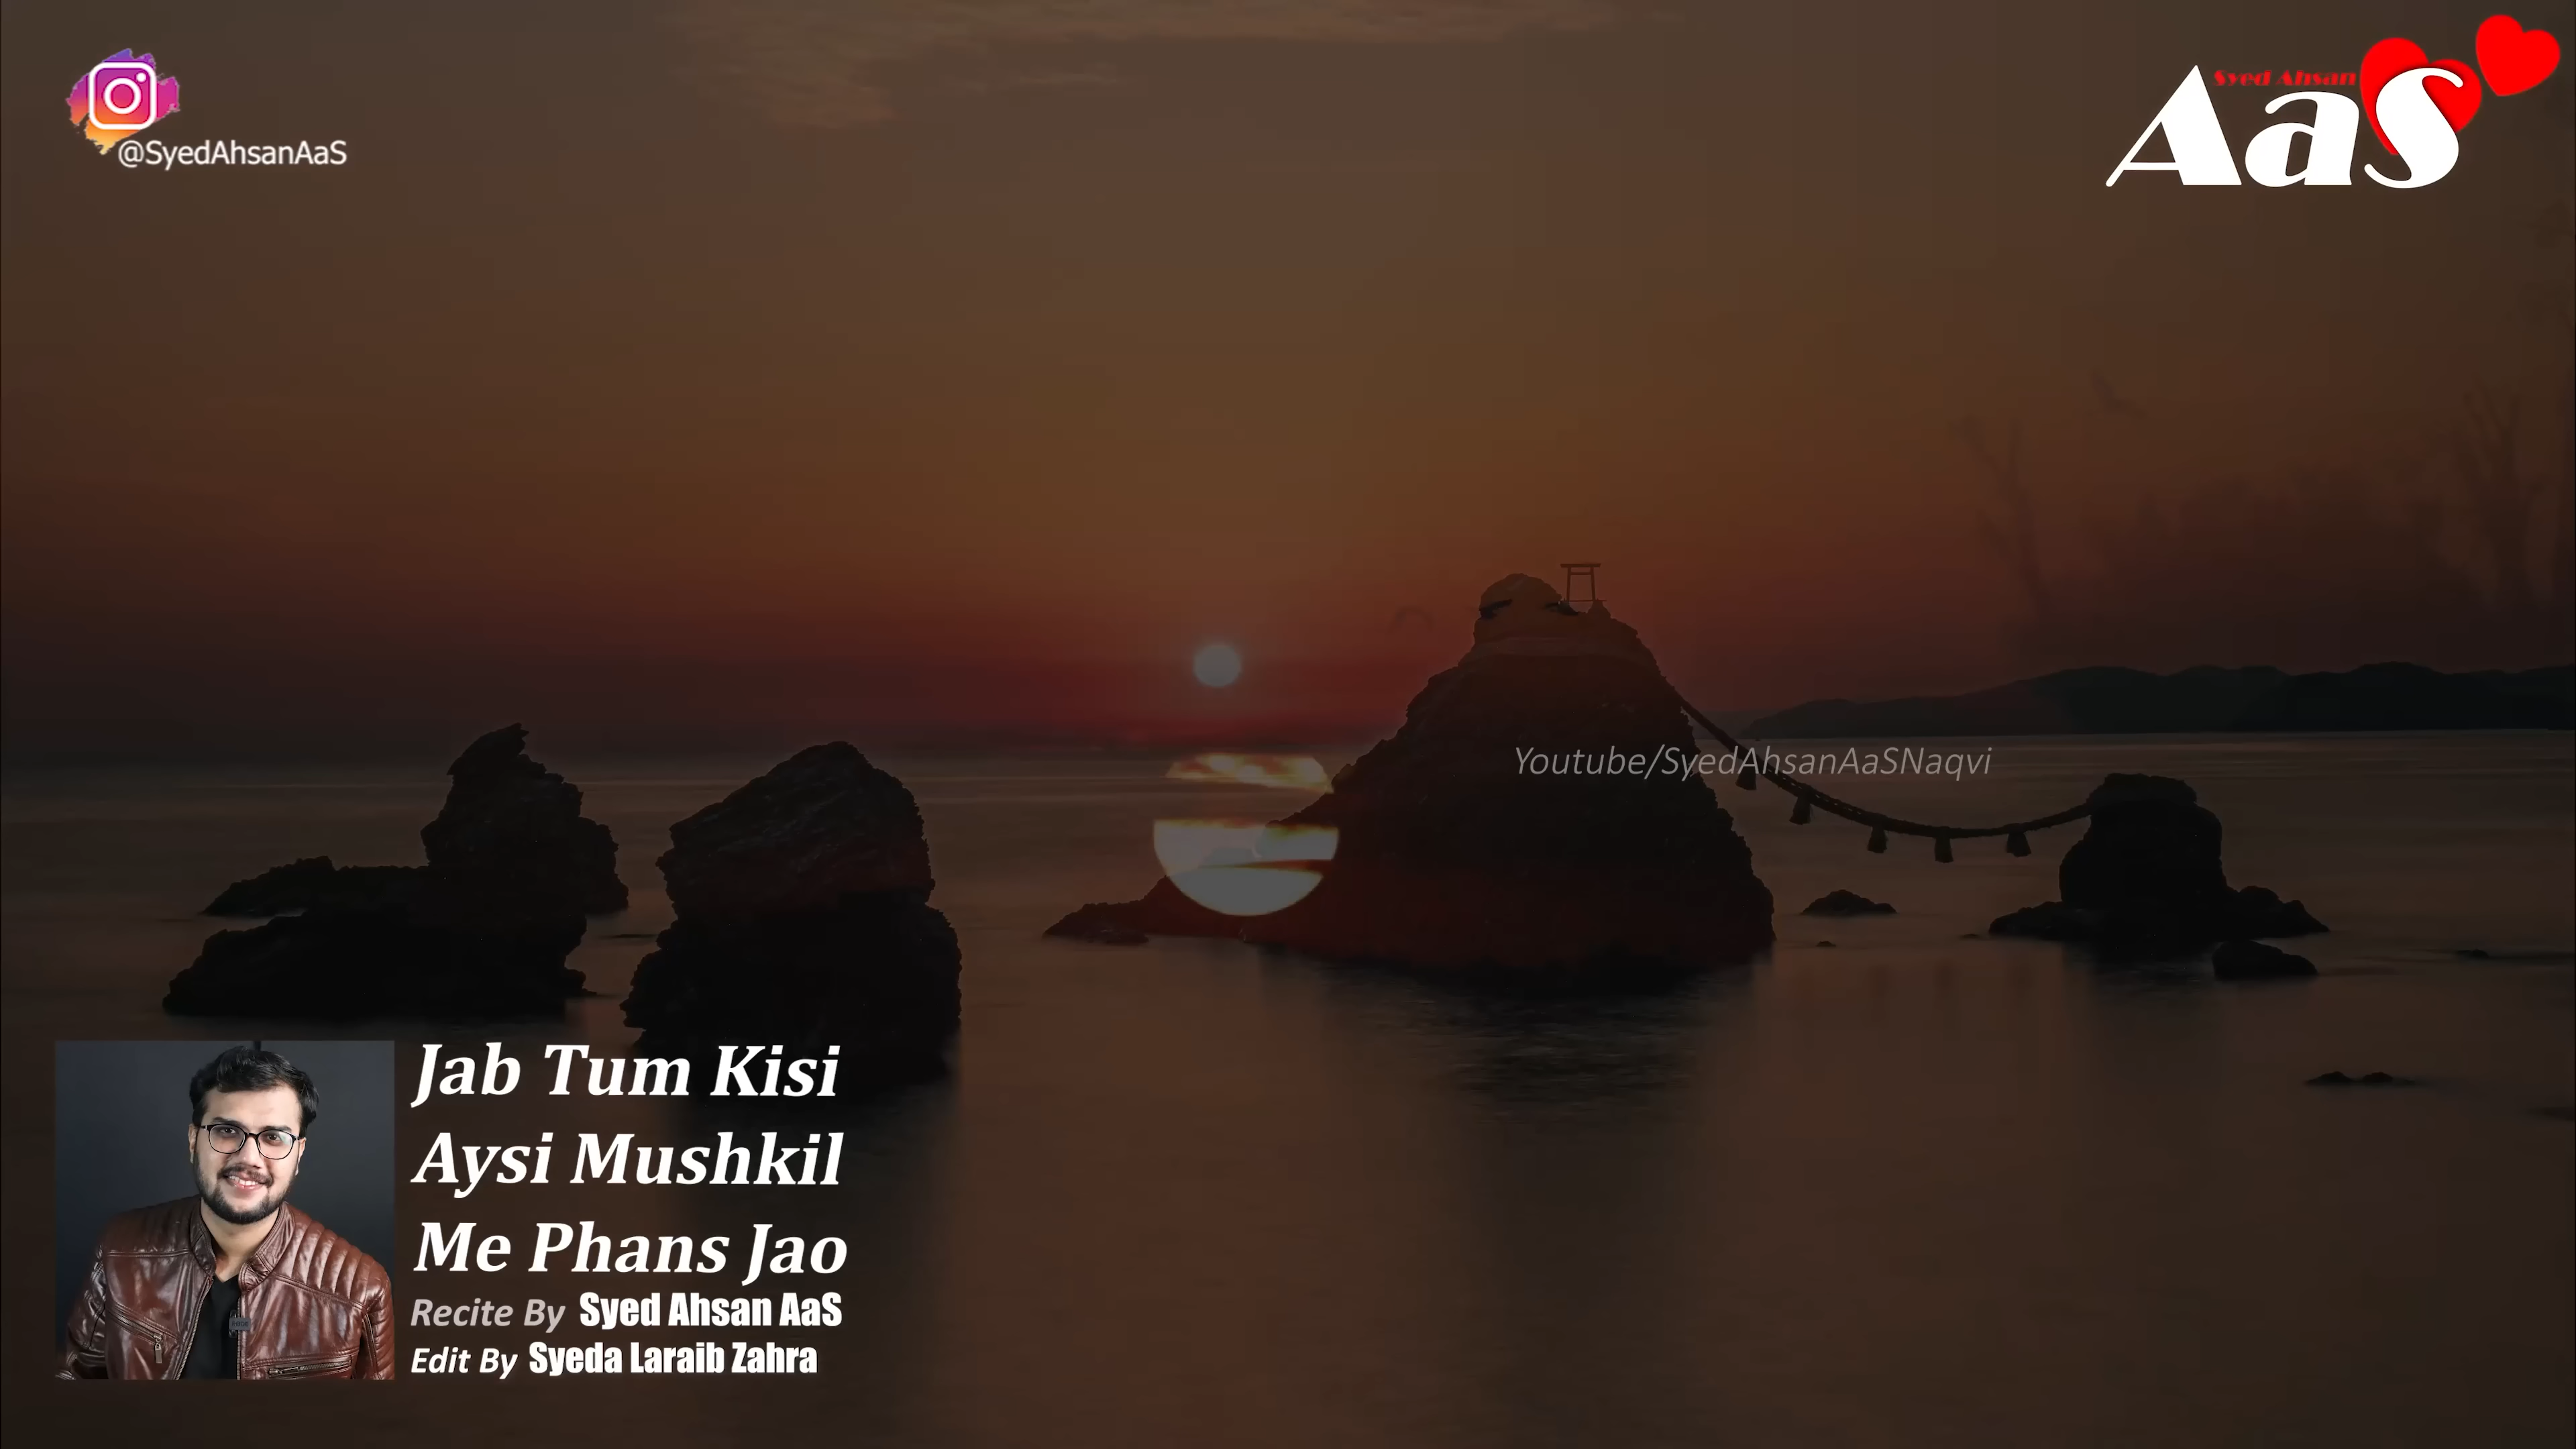 @SyedAhsanAaS
Syed Ahsan
AaS
Youtube/SyedAhsanAaSNaqvi
Jab Tum Kisi
Aysi Mushkil
Me Phans Jao
Recite By Syed Ahsan AaS
Edit By Syeda Laraib Zahra